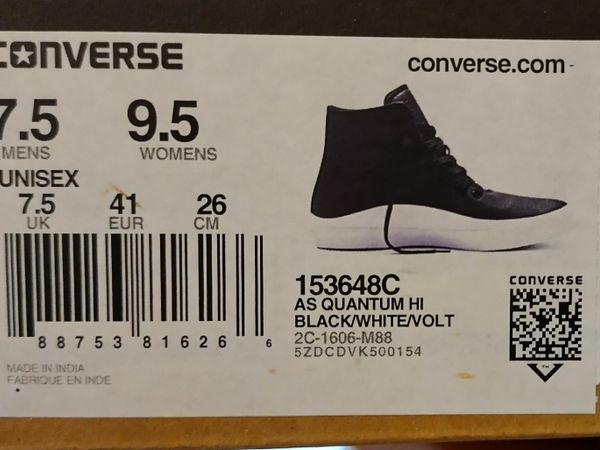 CONVERSE
converse.com
7.5 9.5
MENS WOMENS
UNISEX
7.5 41 26
UK EUR CM
153648C
AS QUANTUM HI
BLACK/WHITE/VOLT
2C-1606-M88
5ZDCDVK500154
CONVERSE
TM
88753 81626 6
MADE IN INDIA
FABRIQUE EN INDE